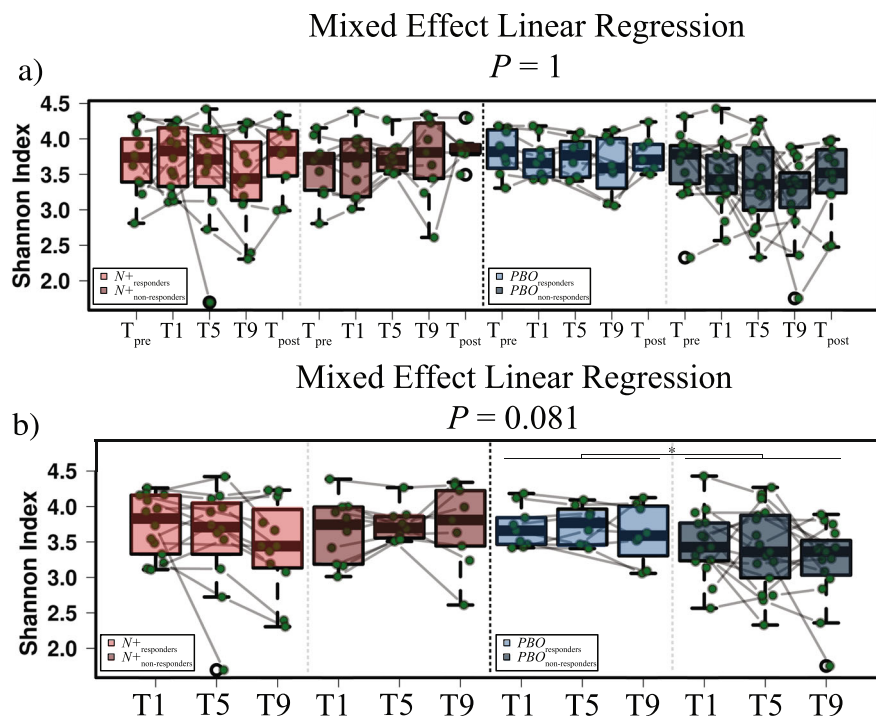 Mixed Effect Linear Regression
a)
P = 1
Shannon Index
4.5
4.0
3.5
3.0
2.5
2.0
N+responders
N+non-responders
PBOresponders
PBOnon-responders
Tpre T1 T5 T9 Tpost Tpre T1 T5 T9 Tpost Tpre T1 T5 T9 Tpost Tpre T1 T5 T9 Tpost
Mixed Effect Linear Regression
b)
P = 0.081
*
Shannon Index
4.5
4.0
3.5
3.0
2.5
2.0
N+responders
N+non-responders
PBOresponders
PBOnon-responders
T1 T5 T9 T1 T5 T9 T1 T5 T9 T1 T5 T9